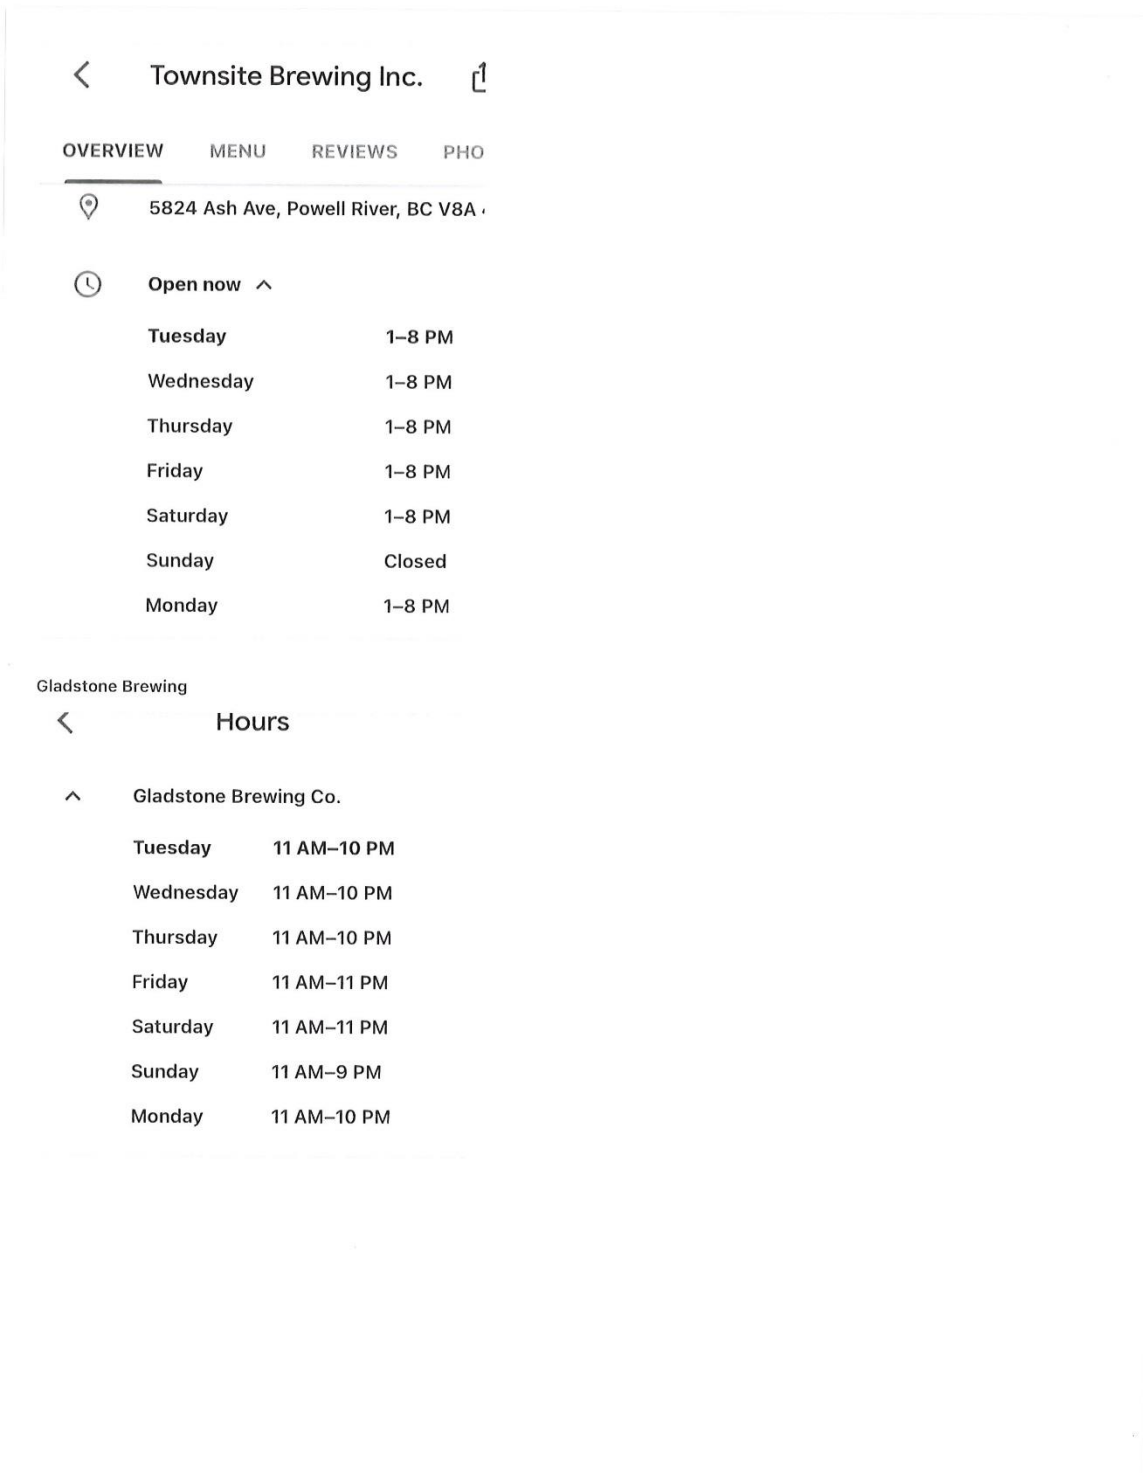 Townsite Brewing Inc.
OVERVIEW MENU REVIEWS PHO
5824 Ash Ave, Powell River, BC V8A
Open now
Tuesday 1–8 PM
Wednesday 1–8 PM
Thursday 1–8 PM
Friday 1–8 PM
Saturday 1–8 PM
Sunday Closed
Monday 1–8 PM
Gladstone Brewing
Hours
Gladstone Brewing Co.
Tuesday 11 AM–10 PM
Wednesday 11 AM–10 PM
Thursday 11 AM–10 PM
Friday 11 AM–11 PM
Saturday 11 AM–11 PM
Sunday 11 AM–9 PM
Monday 11 AM–10 PM